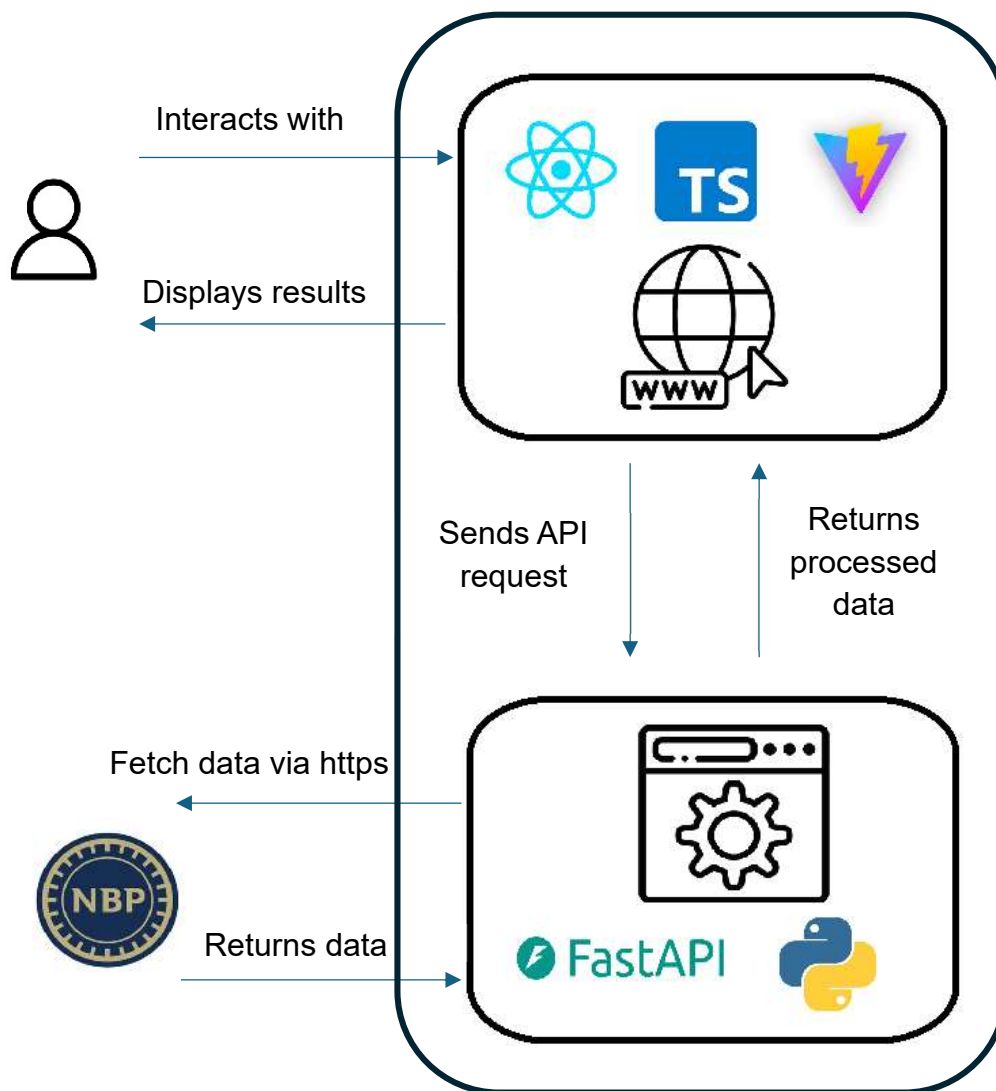 Interacts with
TS
Displays results
WWW
Sends API
request
Returns
processed
data
Fetch data via https
NBP
Returns data
FastAPI